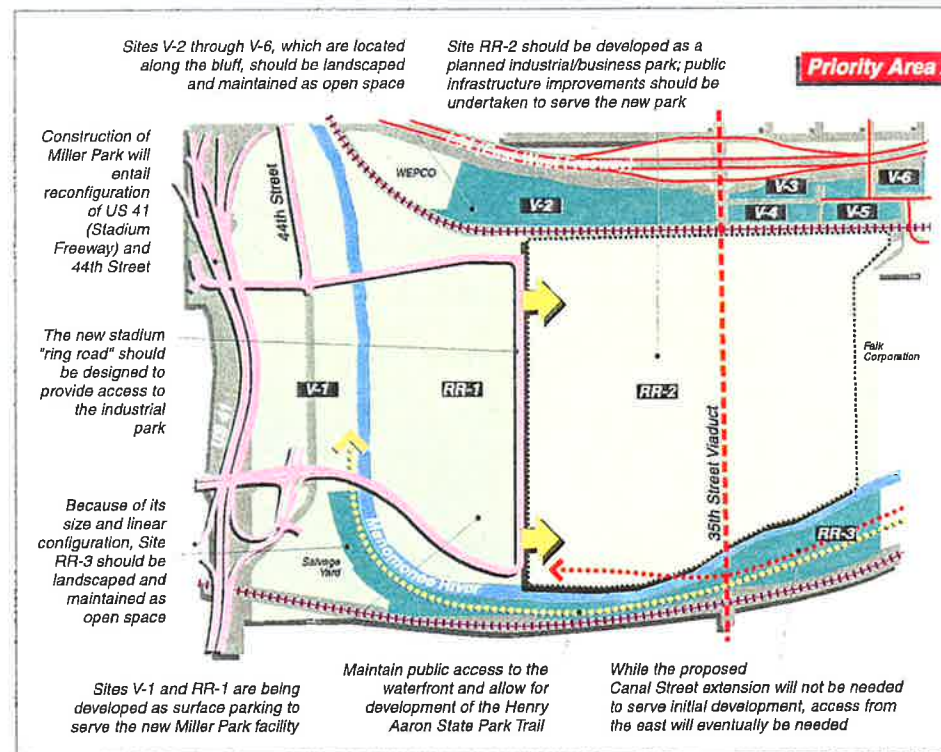 Sites V-2 through V-6, which are located
along the bluff, should be landscaped
and maintained as open space
Site RR-2 should be developed as a
planned industrial/business park; public
infrastructure improvements should be
undertaken to serve the new park
Priority Area
Construction of
Miller Park will
entail
reconfiguration
of US 41
(Stadium
Freeway) and
44th Street
44th Street
WEPCO
V-2
V-3
V-4
V-5
V-6
The new stadium
"ring road" should
be designed to
provide access to
the industrial
park
US 41
V-1
RR-1
RR-2
35th Street Viaduct
Falk
Corporation
Because of its
size and linear
configuration, Site
RR-3 should be
landscaped and
maintained as
open space
Salvage
Yard
Menomonee River
RR-3
Sites V-1 and RR-1 are being
developed as surface parking to
serve the new Miller Park facility
Maintain public access to the
waterfront and allow for
development of the Henry
Aaron State Park Trail
While the proposed
Canal Street extension will not be needed
to serve initial development, access from
the east will eventually be needed